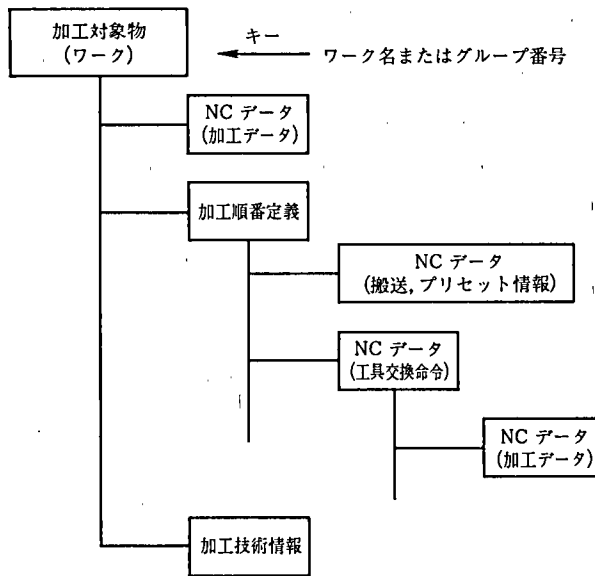 加工対象物
(ワーク)
キー
ワーク名またはグループ番号
NC データ
(加工データ)
加工順番定義
NC データ
(搬送,プリセット情報)
NC データ
(工具交換命令)
NC データ
(加工データ)
加工技術情報